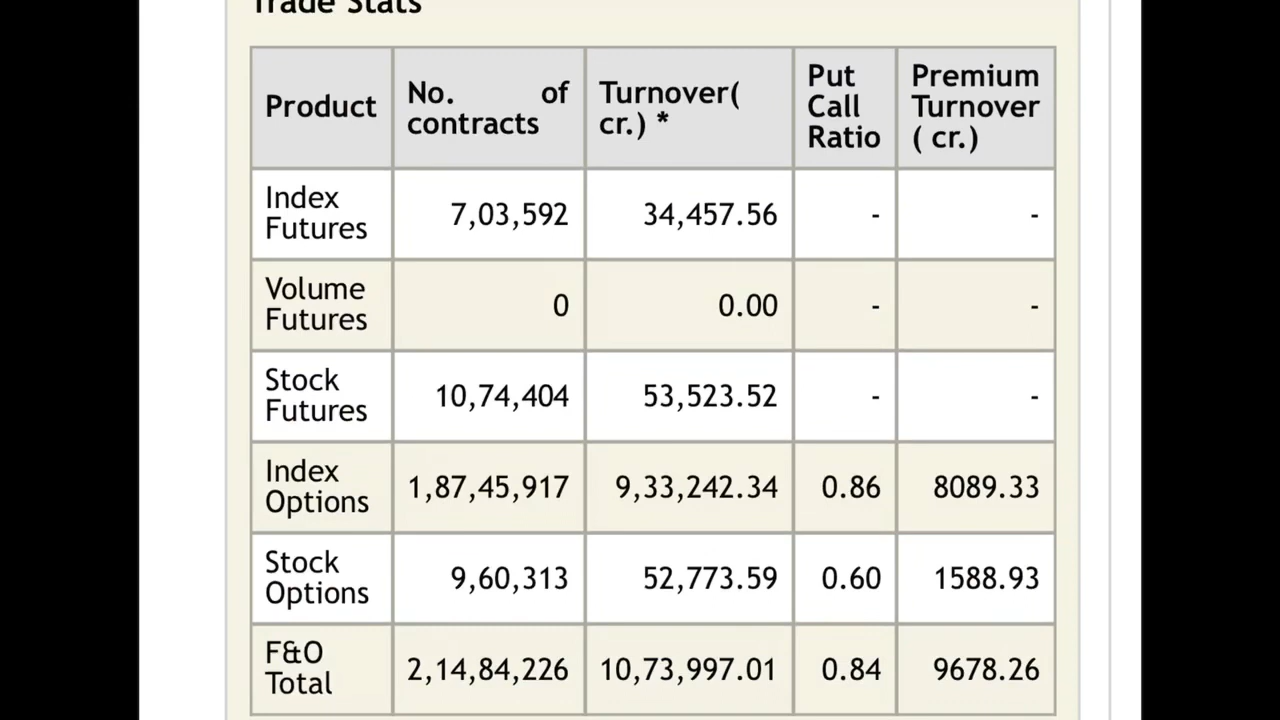 Trade Stats
Product
No. of
contracts
Turnover(
cr.) *
Put
Call
Ratio
Premium
Turnover
( cr.)
Index
Futures
7,03,592
34,457.56
-
-
Volume
Futures
0
0.00
-
-
Stock
Futures
10,74,404
53,523.52
-
-
Index
Options
1,87,45,917
9,33,242.34
0.86
8089.33
Stock
Options
9,60,313
52,773.59
0.60
1588.93
F&O
Total
2,14,84,226
10,73,997.01
0.84
9678.26